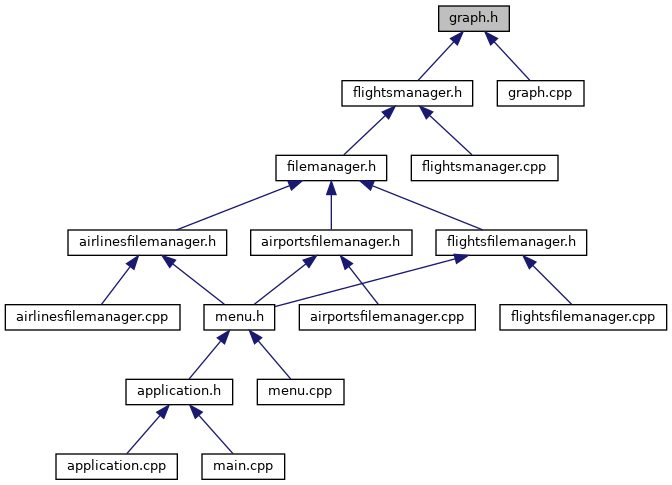 graph.h
flightsmanager.h
graph.cpp
filemanager.h
flightsmanager.cpp
airlinesfilemanager.h
airportsfilemanager.h
flightsfilemanager.h
airlinesfilemanager.cpp
menu.h
airportsfilemanager.cpp
flightsfilemanager.cpp
application.h
menu.cpp
application.cpp
main.cpp